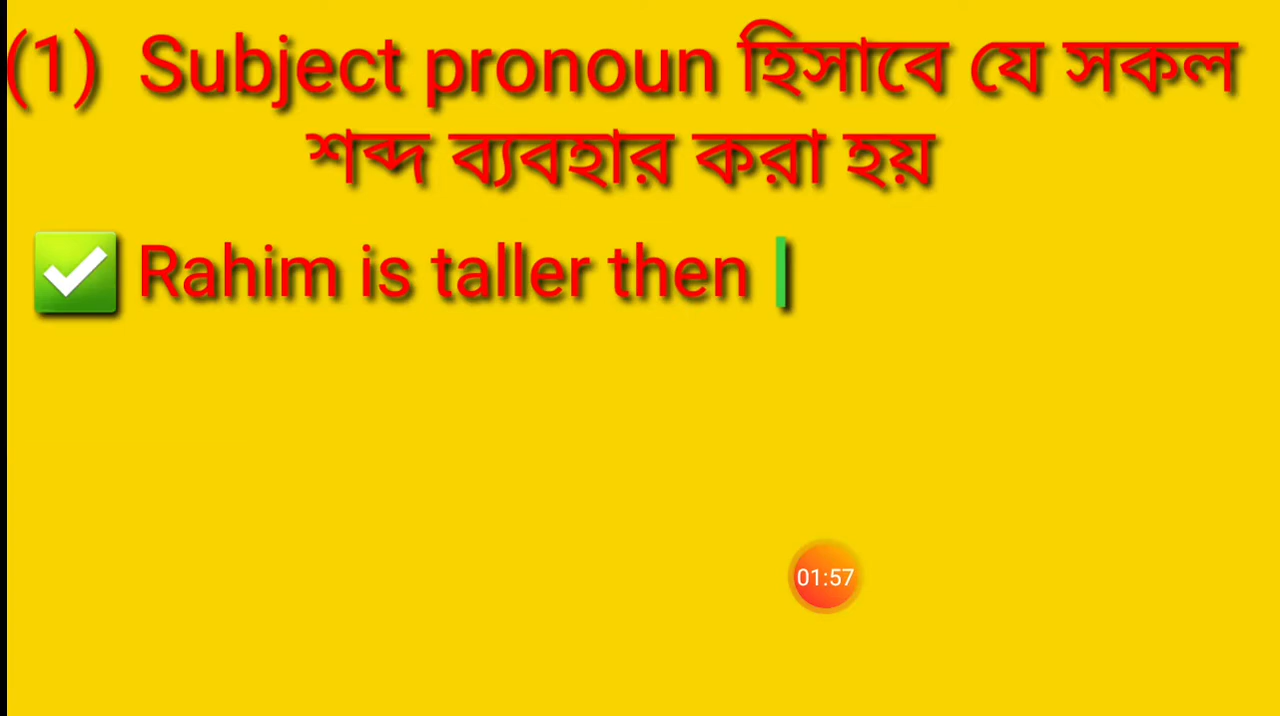 (1) Subject pronoun হিসাবে যে সকল
শব্দ ব্যবহার করা হয়
✅ Rahim is taller then |
01:57